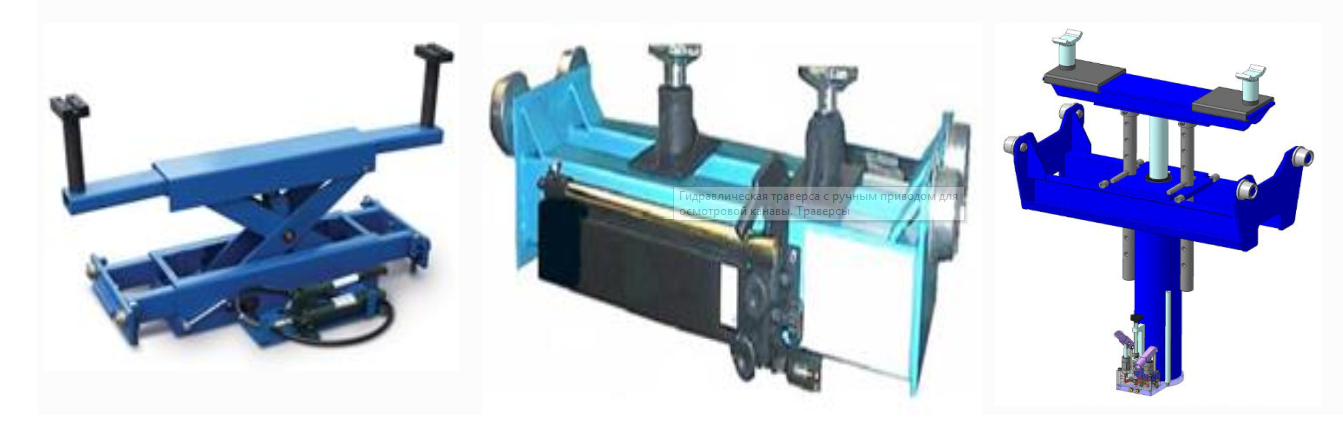 Гидравлическая траверса с ручным приводом для
осмотровой канавы. Траверсы